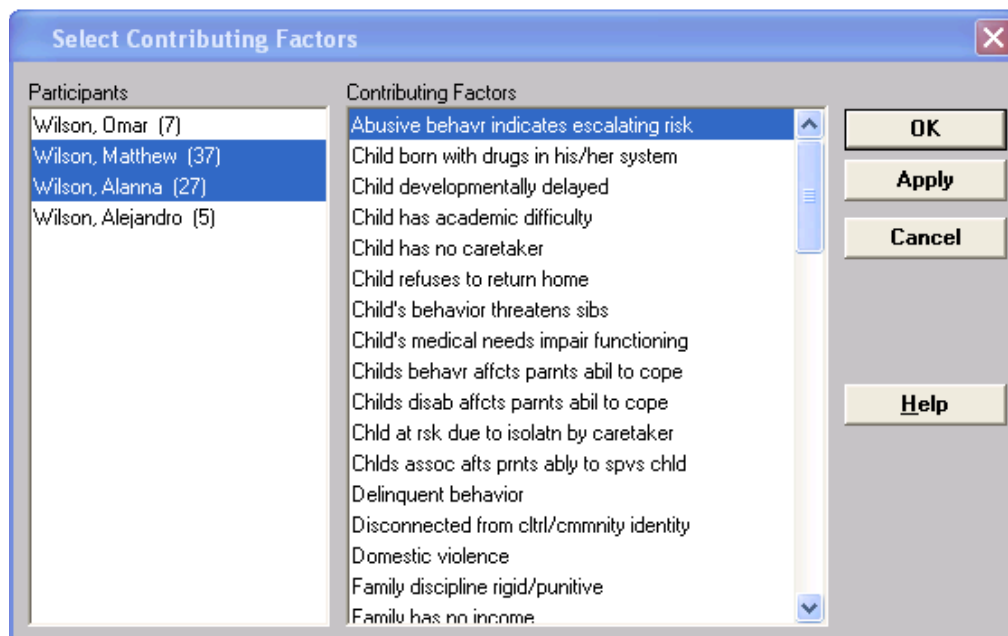 Select Contributing Factors
Participants
Wilson, Omar (7)
Wilson, Matthew (37)
Wilson, Alanna (27)
Wilson, Alejandro (5)
Contributing Factors
Abusive behavr indicates escalating risk
Child born with drugs in his/her system
Child developmentally delayed
Child has academic difficulty
Child has no caretaker
Child refuses to return home
Child's behavior threatens sibs
Child's medical needs impair functioning
Childs behavr affcts parnts abil to cope
Childs disab affcts parnts abil to cope
Chld at rsk due to isolatn by caretaker
Chlds assoc afts prnts ably to spvs chld
Delinquent behavior
Disconnected from cltrl/cmmnity identity
Domestic violence
Family discipline rigid/punitive
Family has no income
OK
Apply
Cancel
Help